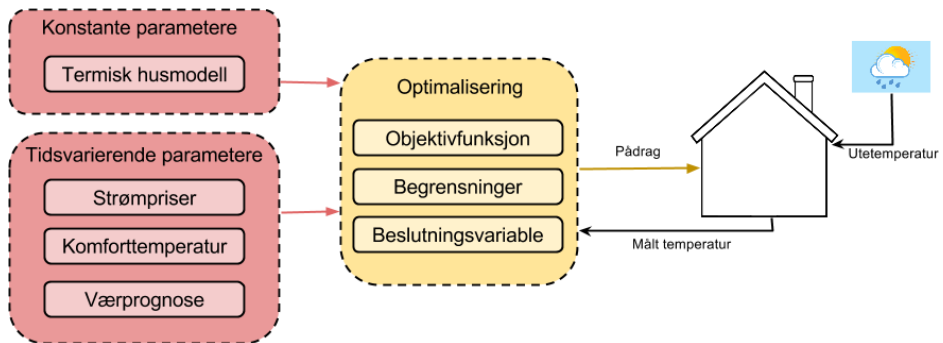 Konstante parametere
Termisk husmodell
Tidsvarierende parametere
Strømpriser
Komforttemperatur
Værprognose
Optimalisering
Objektivfunksjon
Begrensninger
Beslutningsvariable
Pådrag
Målt temperatur
Utetemperatur